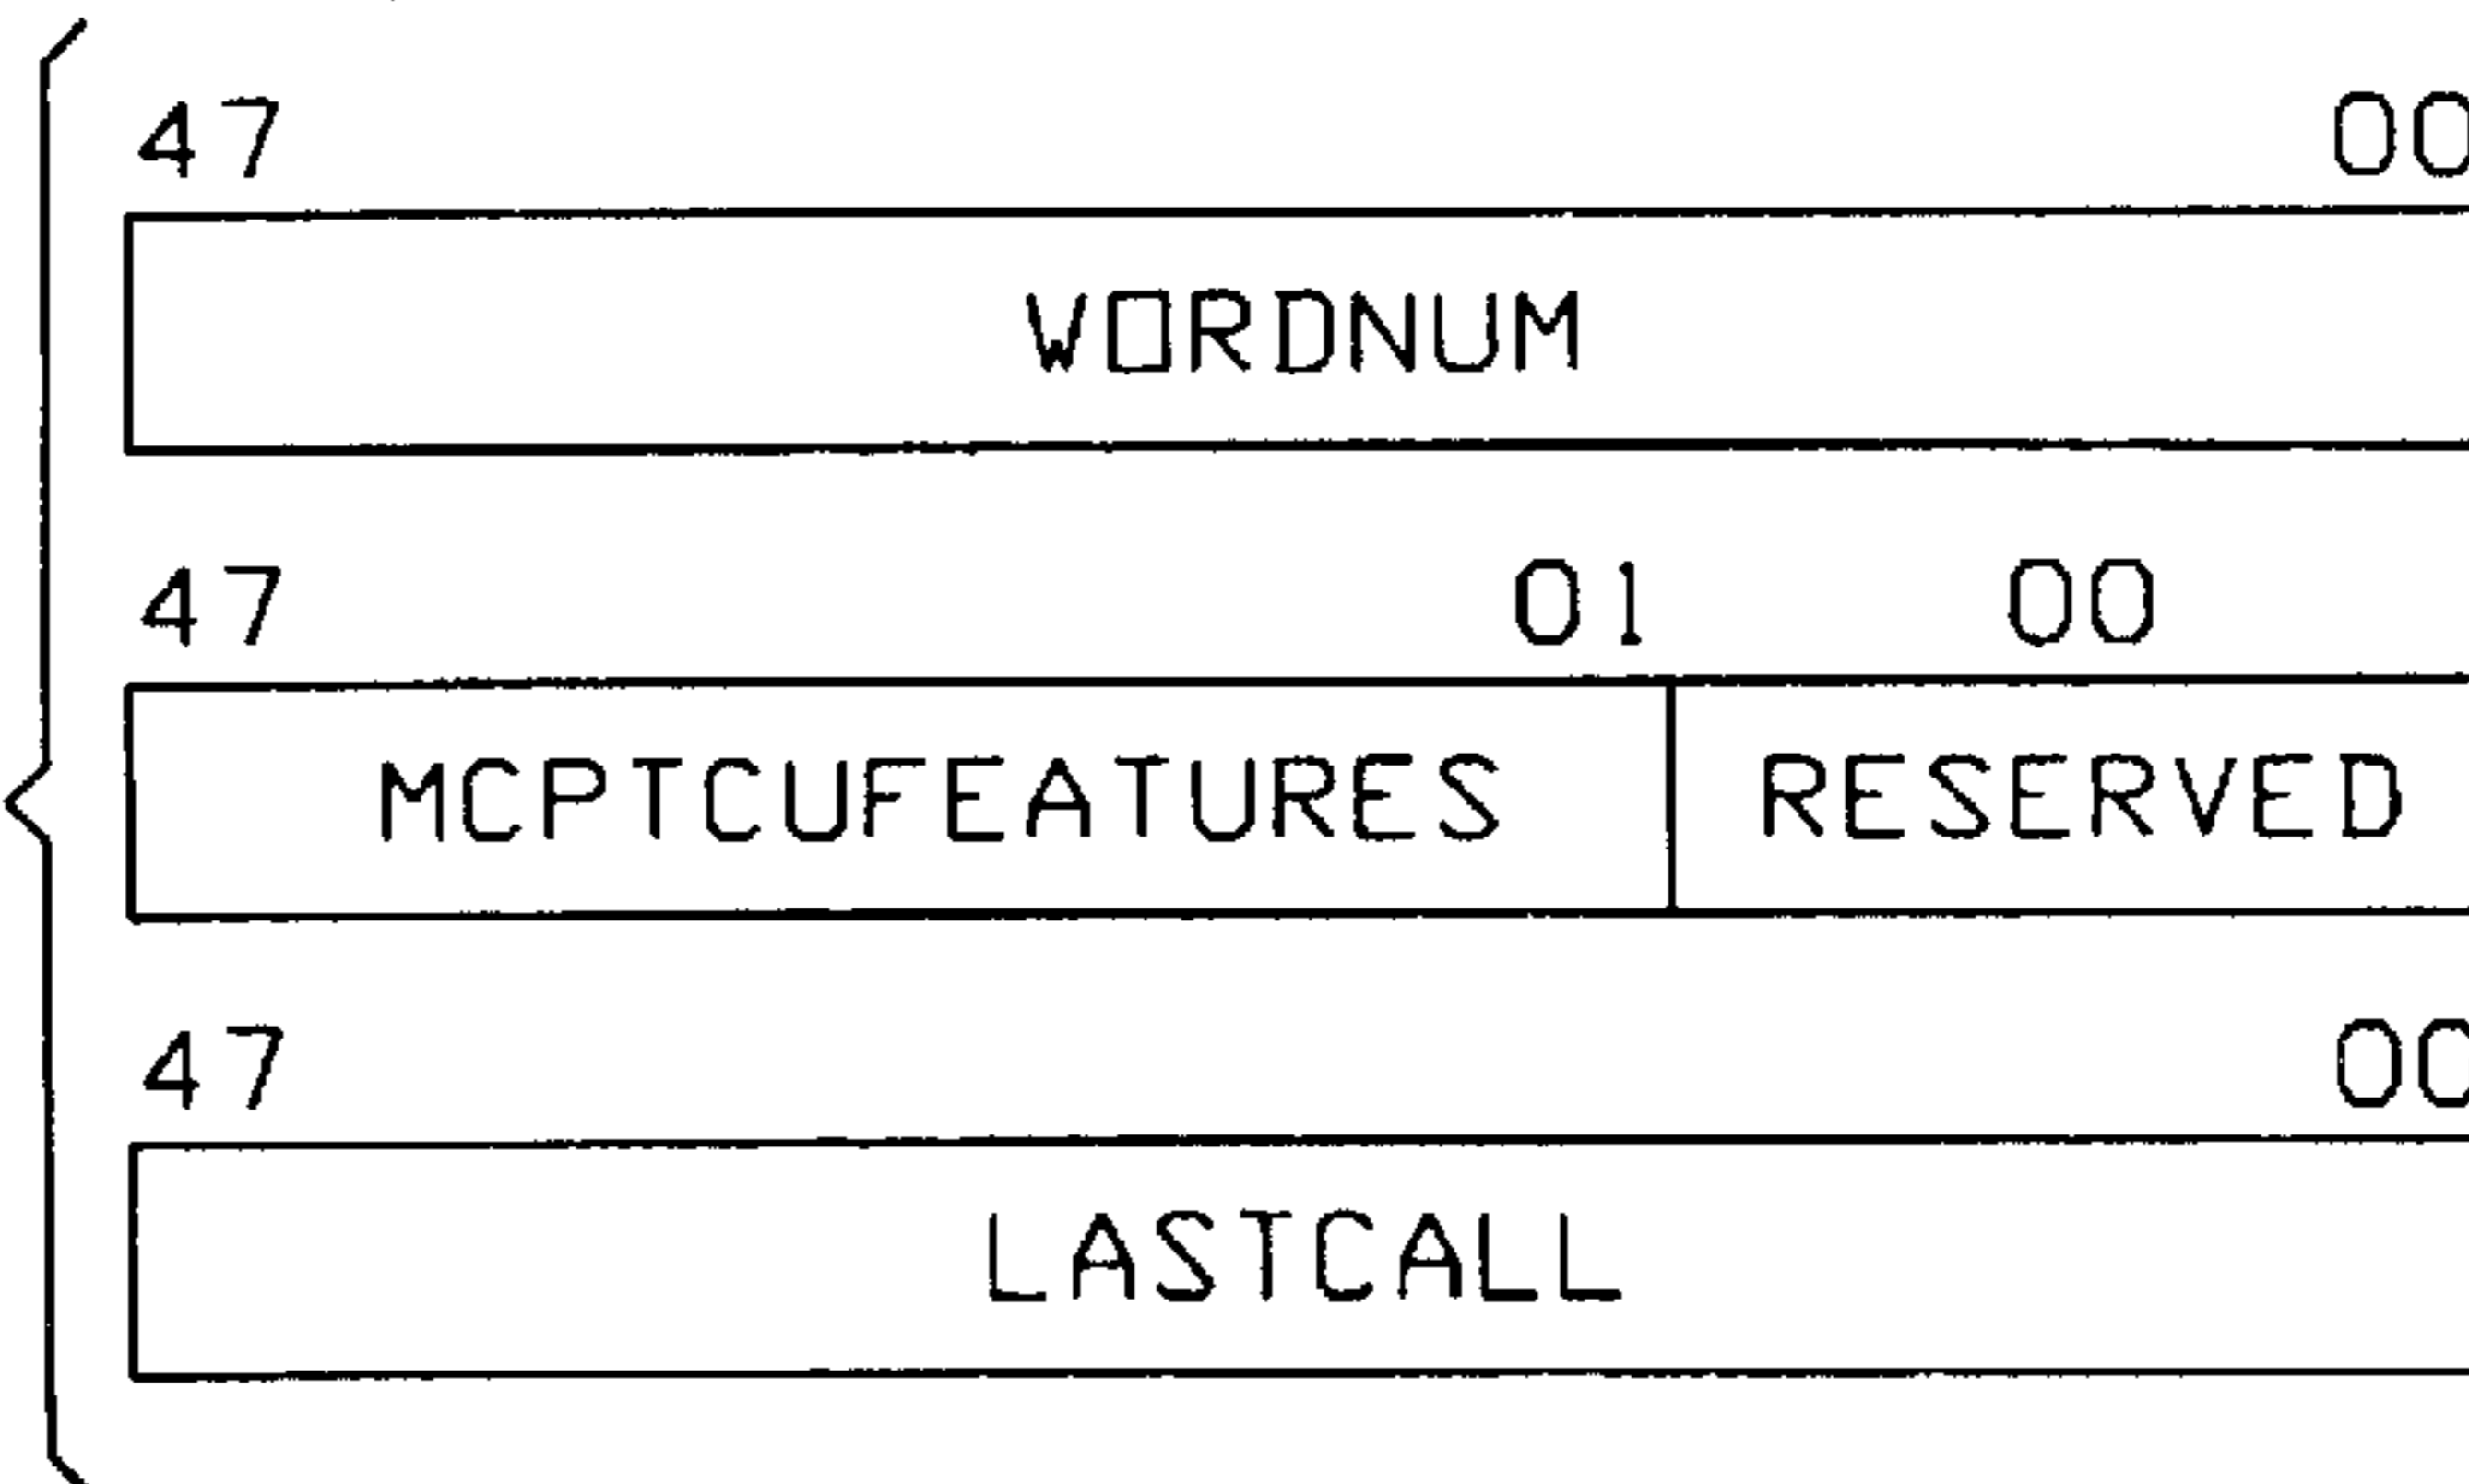 47 00
WORDNUM
47 01 00
MCPTCUFEATURES RESERVED
47 00
LASTCALL